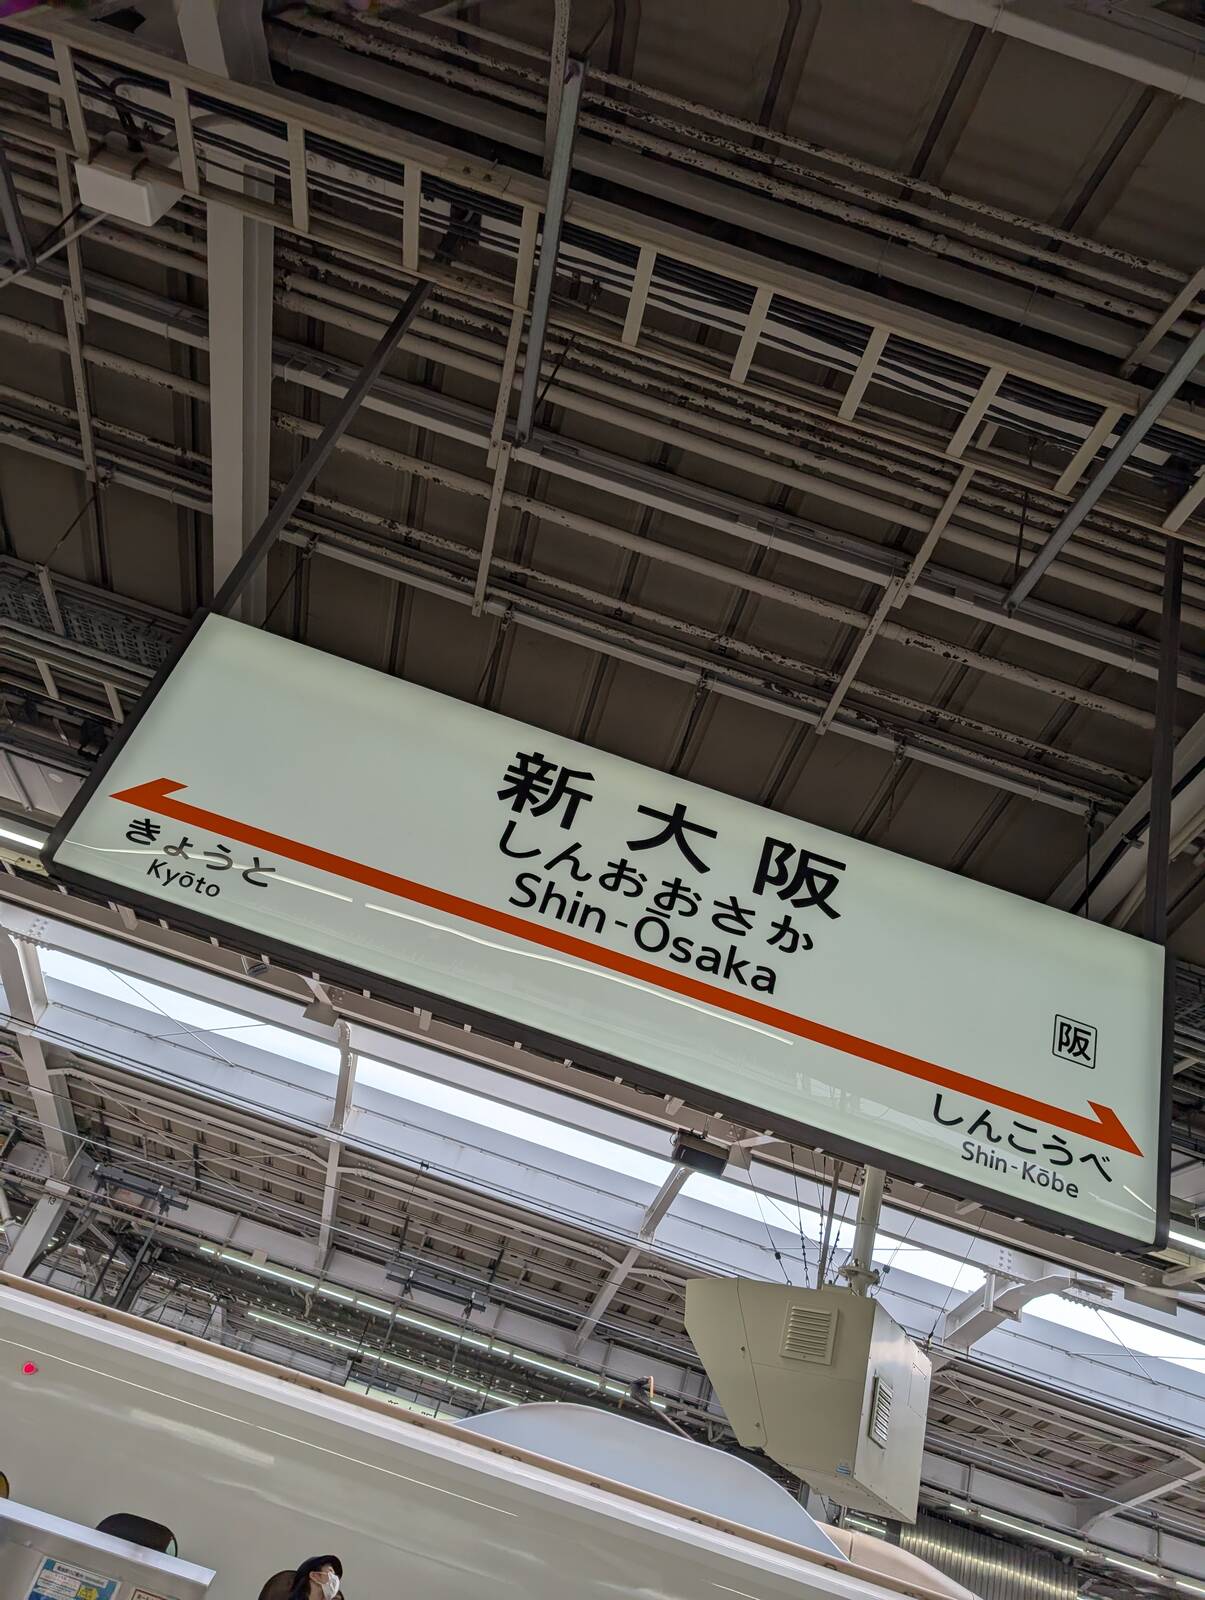 新大阪
しんおおさか
Shin-Ōsaka
きょうと
Kyōto
阪
しんこうべ
Shin-Kōbe